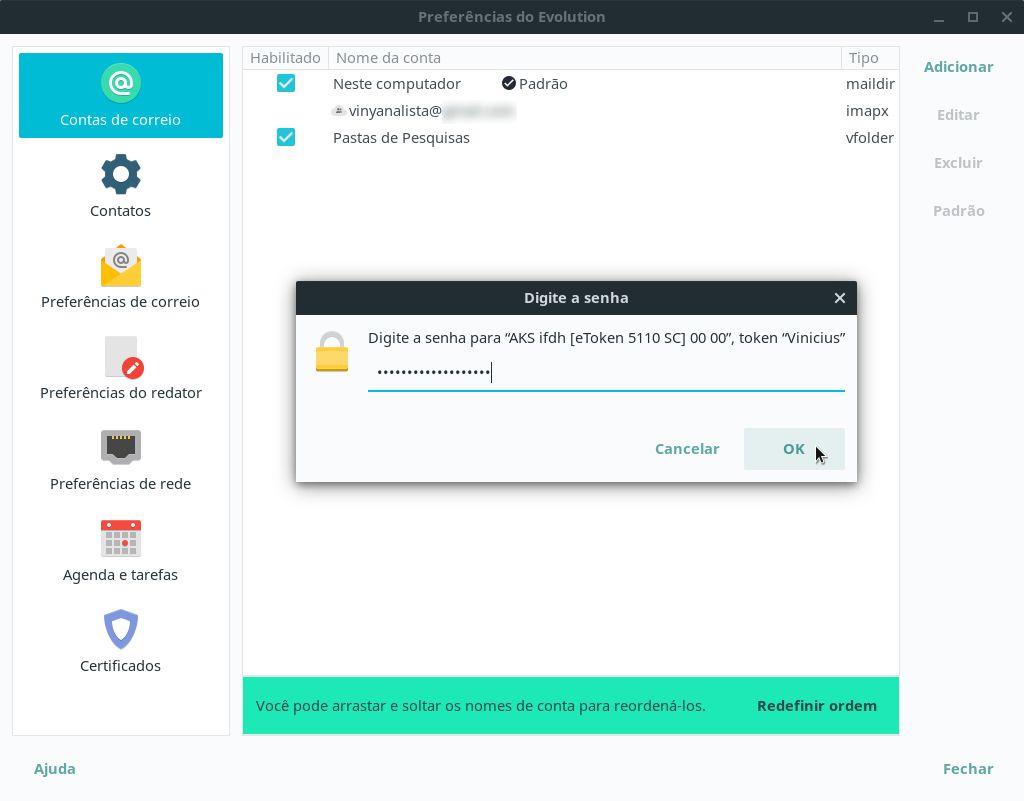 Preferências do Evolution
Contas de correio
Contatos
Preferências de correio
Preferências do redator
Preferências de rede
Agenda e tarefas
Certificados
Habilitado Nome da conta Tipo
Neste computador Padrão maildir
vinyanalista@ imapx
Pastas de Pesquisas vfolder
Adicionar
Editar
Excluir
Padrão
Digite a senha
Digite a senha para “AKS ifdh [eToken 5110 SC] 00 00”, token “Vinicius”
•••••••••••••••••••
Cancelar OK
Você pode arrastar e soltar os nomes de conta para reordená-los. Redefinir ordem
Ajuda Fechar